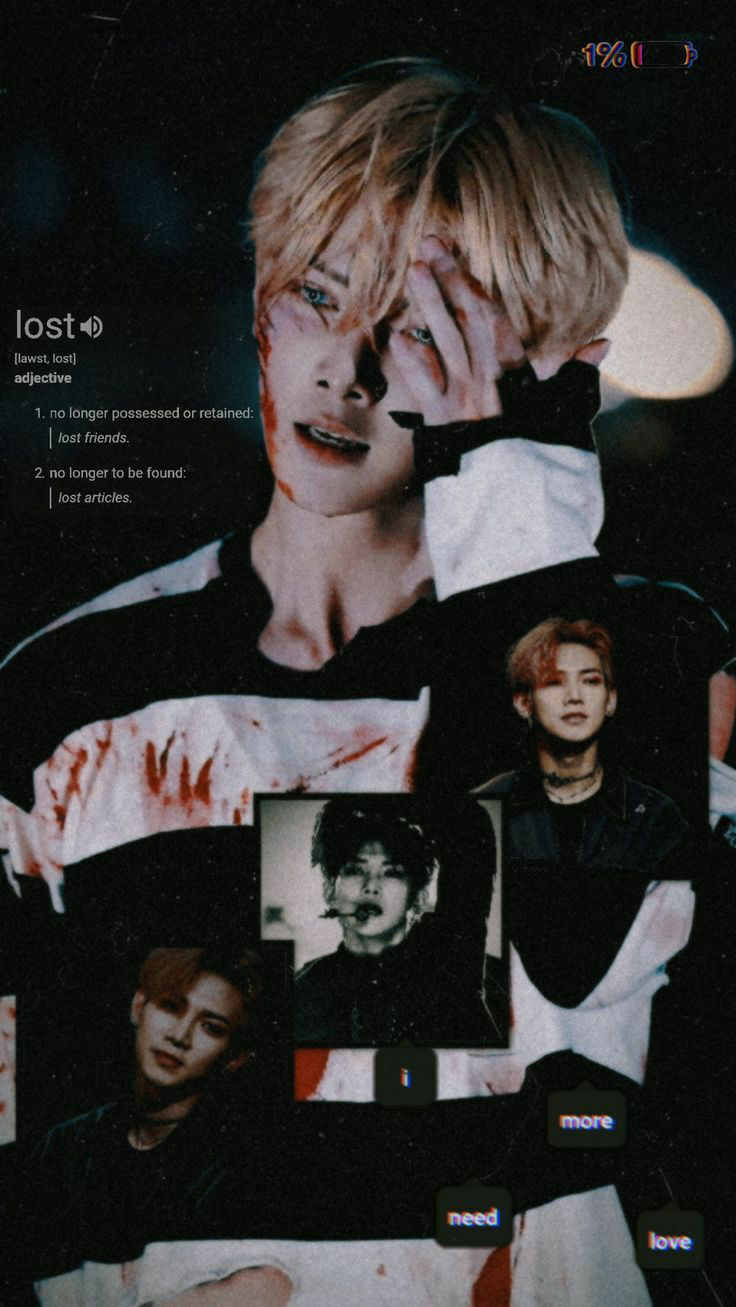 1%
lost
[lawst, lost]
adjective
1. no longer possessed or retained:
lost friends.
2. no longer to be found:
lost articles.
i
more
need
love